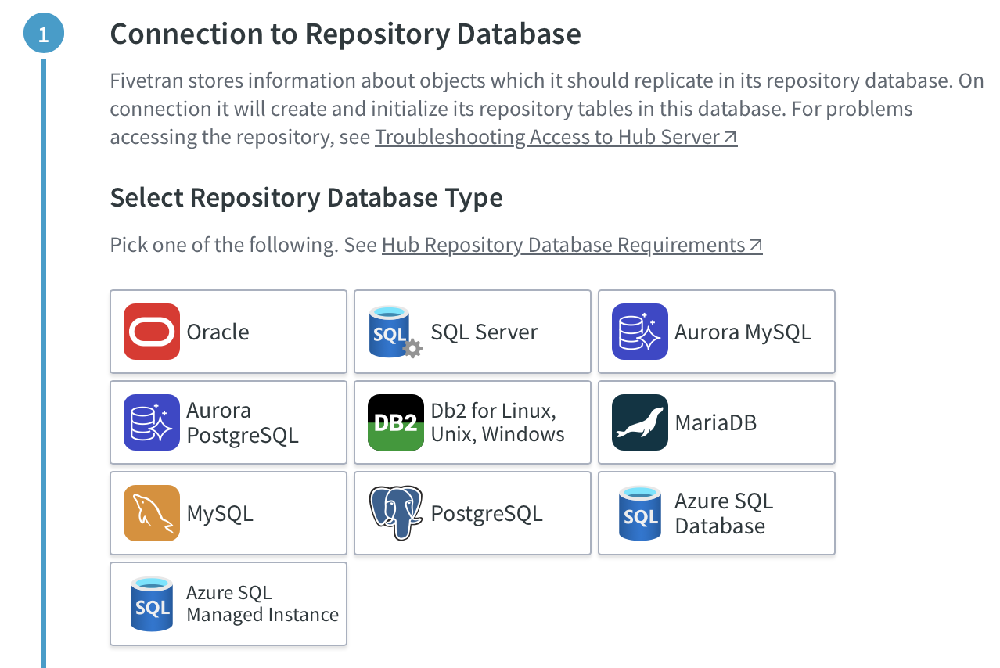 1
Connection to Repository Database
Fivetran stores information about objects which it should replicate in its repository database. On
connection it will create and initialize its repository tables in this database. For problems
accessing the repository, see Troubleshooting Access to Hub Server
Select Repository Database Type
Pick one of the following. See Hub Repository Database Requirements
Oracle
SQL
SQL Server
Aurora MySQL
Aurora
PostgreSQL
DB2
Db2 for Linux,
Unix, Windows
MariaDB
MySQL
PostgreSQL
SQL
Azure SQL
Database
SQL
Azure SQL
Managed Instance